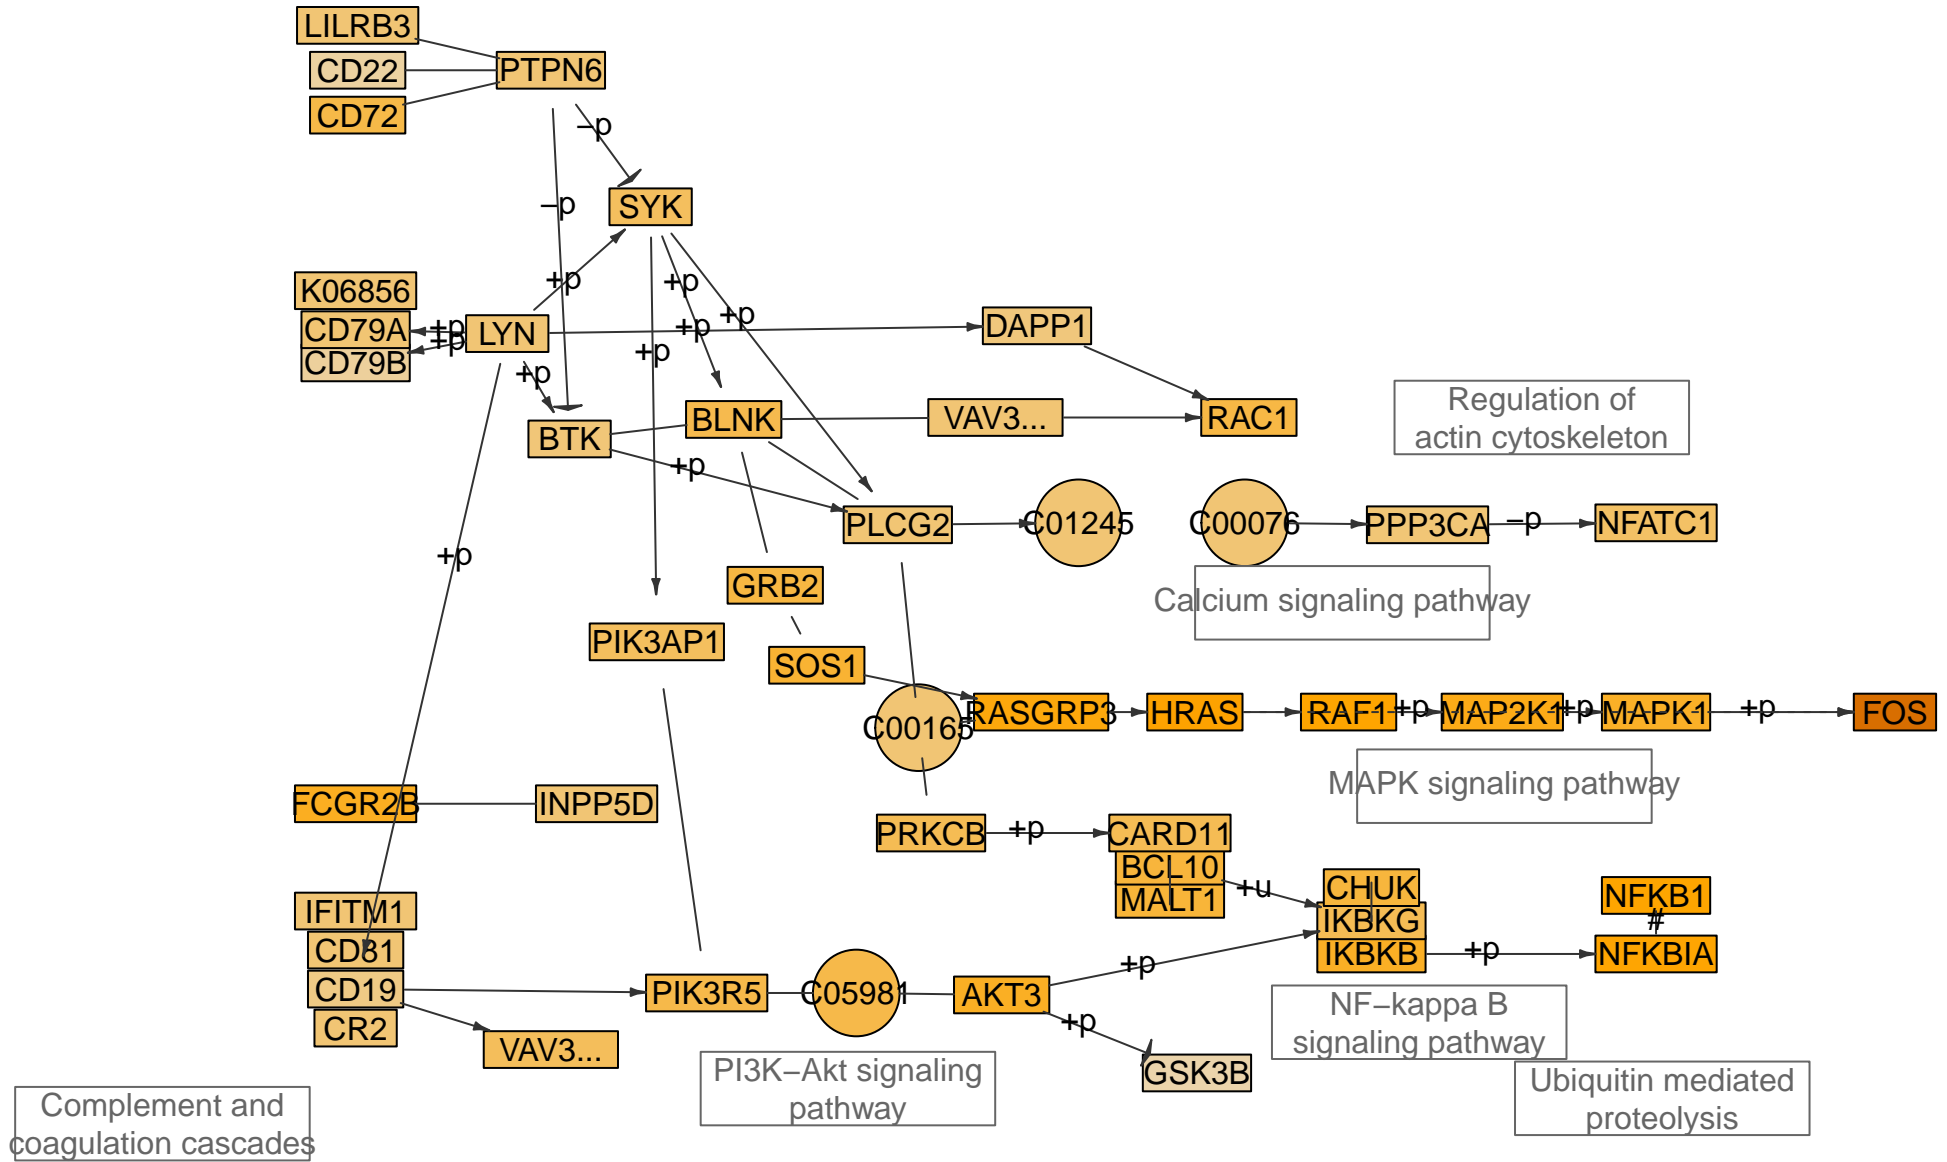 LILRB3
CD22
PTPN6
CD72
–p
SYK
–p
+p
+p
K06856
CD79A
+p
+p
CD79B
LYN
+p
+p
DAPP1
+p
+p
BTK
BLNK
VAV3...
RAC1
Regulation of
actin cytoskeleton
+p
PLCG2
C01245
C00076
PPP3CA
–p
NFATC1
+p
GRB2
Calcium signaling pathway
PIK3AP1
SOS1
C00165
RASGRP3
HRAS
RAF1
+p
MAP2K1
+p
MAPK1
+p
FOS
MAPK signaling pathway
FCGR2B
INPP5D
PRKCB
+p
CARD11
BCL10
MALT1
+u
CHUK
IKBKG
IKBKB
NFKB1
#
+p
NFKBIA
IFITM1
CD81
CD19
CR2
VAV3...
PIK3R5
C05981
AKT3
+p
+p
GSK3B
NF–kappa B
signaling pathway
PI3K–Akt signaling
pathway
Ubiquitin mediated
proteolysis
Complement and
coagulation cascades